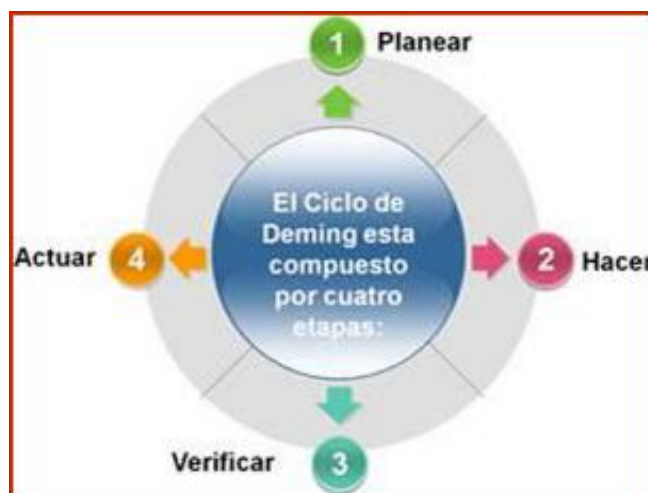 1 Planear
El Ciclo de
Deming esta
compuesto
por cuatro
etapas:
2 Hacer
Verificar 3
Actuar 4